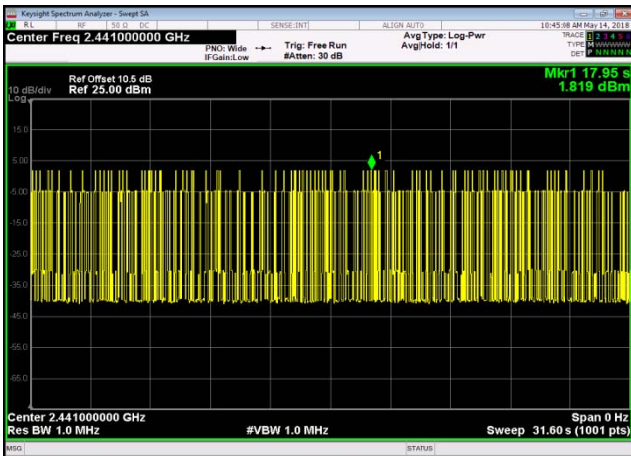 Keysight Spectrum Analyzer - Swept SA
RL RF 50 Ω DC SENSE:INT ALIGN AUTO 10:45:08 AM May 14, 2018
Center Freq 2.441000000 GHz
PNO: Wide
IFGain:Low
Trig: Free Run
#Atten: 30 dB
Avg Type: Log-Pwr
Avg|Hold: 1/1
TRACE 1 2 3 4 5 6
TYPE M WWWWW
DET P N N N N N
Mkr1 17.95 s
1.819 dBm
Ref Offset 10.5 dB
10 dB/div Ref 25.00 dBm
Log
15.0
5.00
1
-5.00
-15.0
-25.0
-35.0
-45.0
-55.0
-65.0
Center 2.441000000 GHz Span 0 Hz
Res BW 1.0 MHz #VBW 1.0 MHz Sweep 31.60 s (1001 pts)
MSG STATUS